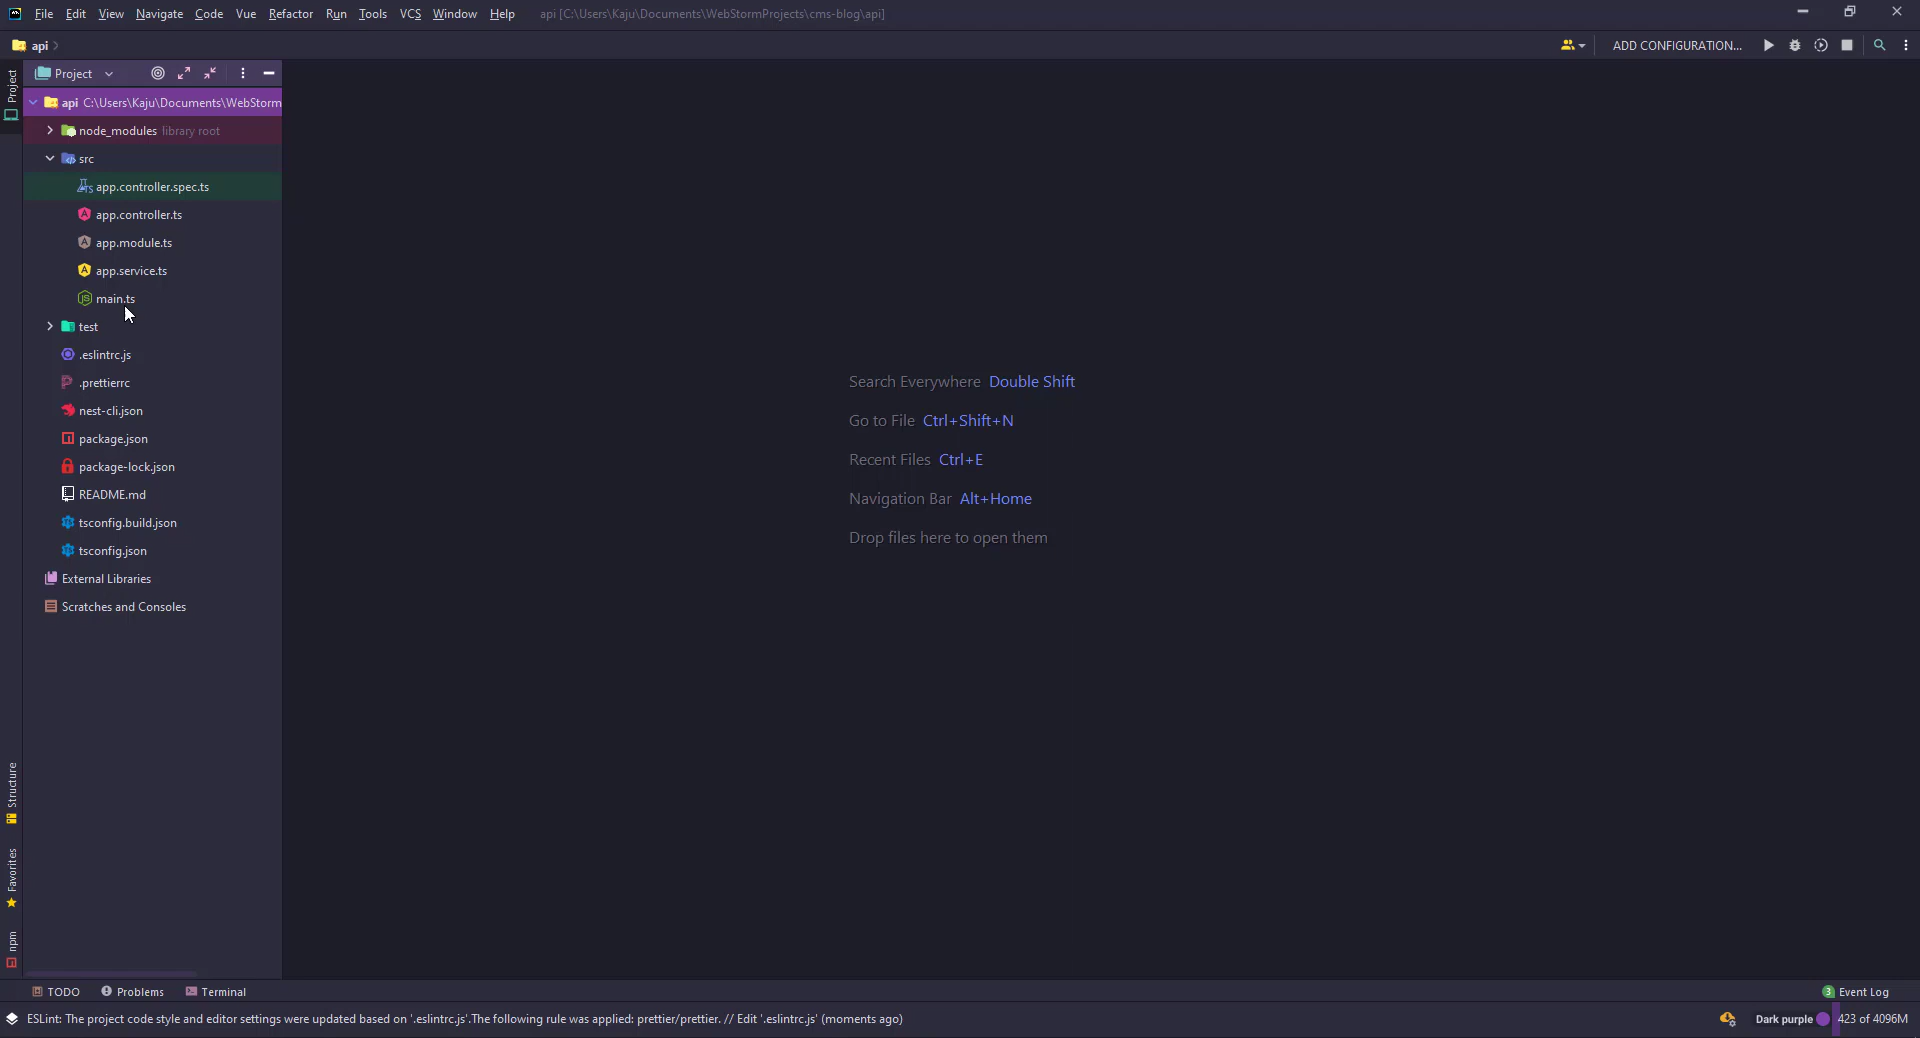 File Edit View Navigate Code Vue Refactor Run Tools VCS Window Help api [C:\Users\Kaju\Documents\WebStormProjects\cms-blog\api]
api ADD CONFIGURATION...
Project
Project
api C:\Users\Kaju\Documents\WebStorm
node_modules library root
src
app.controller.spec.ts
app.controller.ts
app.module.ts
app.service.ts
main.ts
test
.eslintrc.js
.prettierrc
nest-cli.json
package.json
package-lock.json
README.md
tsconfig.build.json
tsconfig.json
External Libraries
Scratches and Consoles
Search Everywhere Double Shift
Go to File Ctrl+Shift+N
Recent Files Ctrl+E
Navigation Bar Alt+Home
Drop files here to open them
Structure
Favorites
npm
TODO Problems Terminal 3 Event Log
ESLint: The project code style and editor settings were updated based on '.eslintrc.js'.The following rule was applied: prettier/prettier. // Edit '.eslintrc.js' (moments ago) Dark purple 423 of 4096M